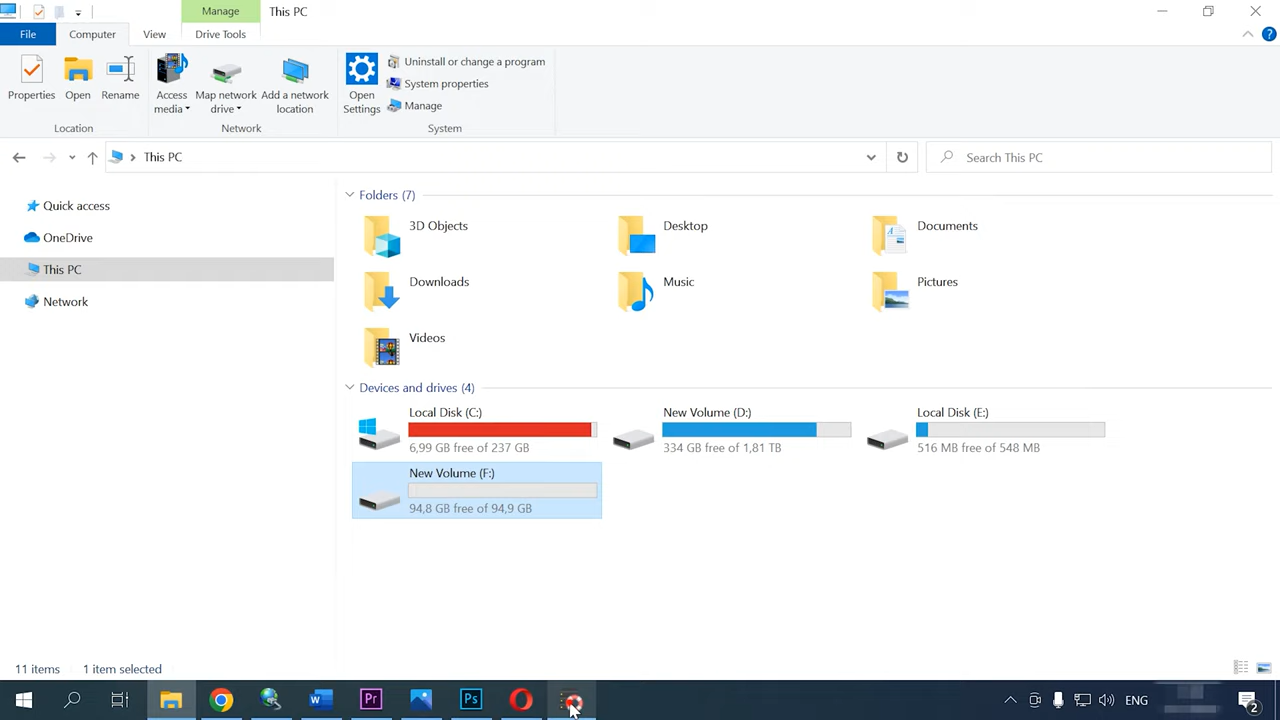 Manage
This PC
File
Computer
View
Drive Tools
Properties
Open
Rename
Access media
Map network drive
Add a network location
Open Settings
Uninstall or change a program
System properties
Manage
Location
Network
System
This PC
Search This PC
Quick access
OneDrive
This PC
Network
Folders (7)
3D Objects
Desktop
Documents
Downloads
Music
Pictures
Videos
Devices and drives (4)
Local Disk (C:)
6,99 GB free of 237 GB
New Volume (D:)
334 GB free of 1,81 TB
Local Disk (E:)
516 MB free of 548 MB
New Volume (F:)
94,8 GB free of 94,9 GB
11 items
1 item selected
Pr
Ps
ENG
2